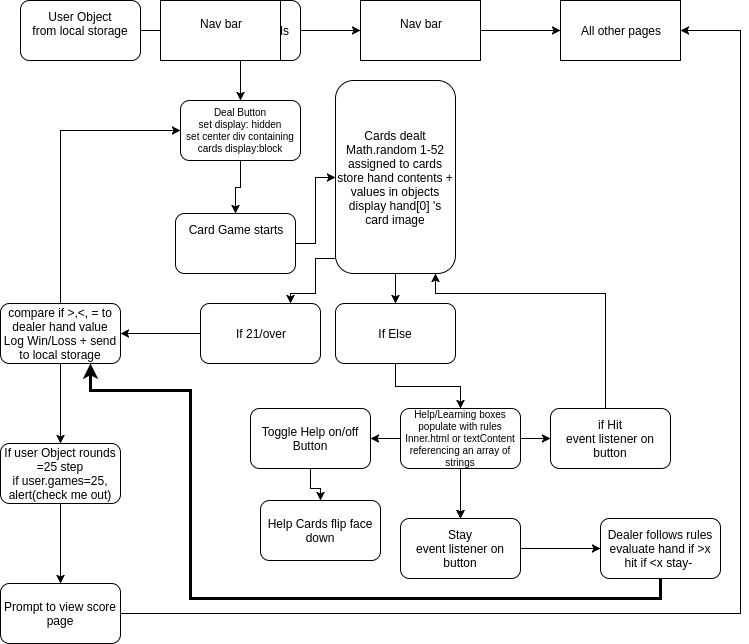 User Object
from local storage
Nav bar
ds
Nav bar
All other pages
Deal Button
set display: hidden
set center div containing
cards display:block
Cards dealt
Math.random 1-52
assigned to cards
store hand contents +
values in objects
display hand[0] 's
card image
Card Game starts
compare if >,<, = to
dealer hand value
Log Win/Loss + send
to local storage
If 21/over
If Else
Toggle Help on/off
Button
Help/Learning boxes
populate with rules
Inner.html or textContent
referencing an array of
strings
if Hit
event listener on
button
If user Object rounds
=25 step
if user.games=25,
alert(check me out)
Help Cards flip face
down
Stay
event listener on
button
Dealer follows rules
evaluate hand if >x
hit if <x stay-
Prompt to view score
page